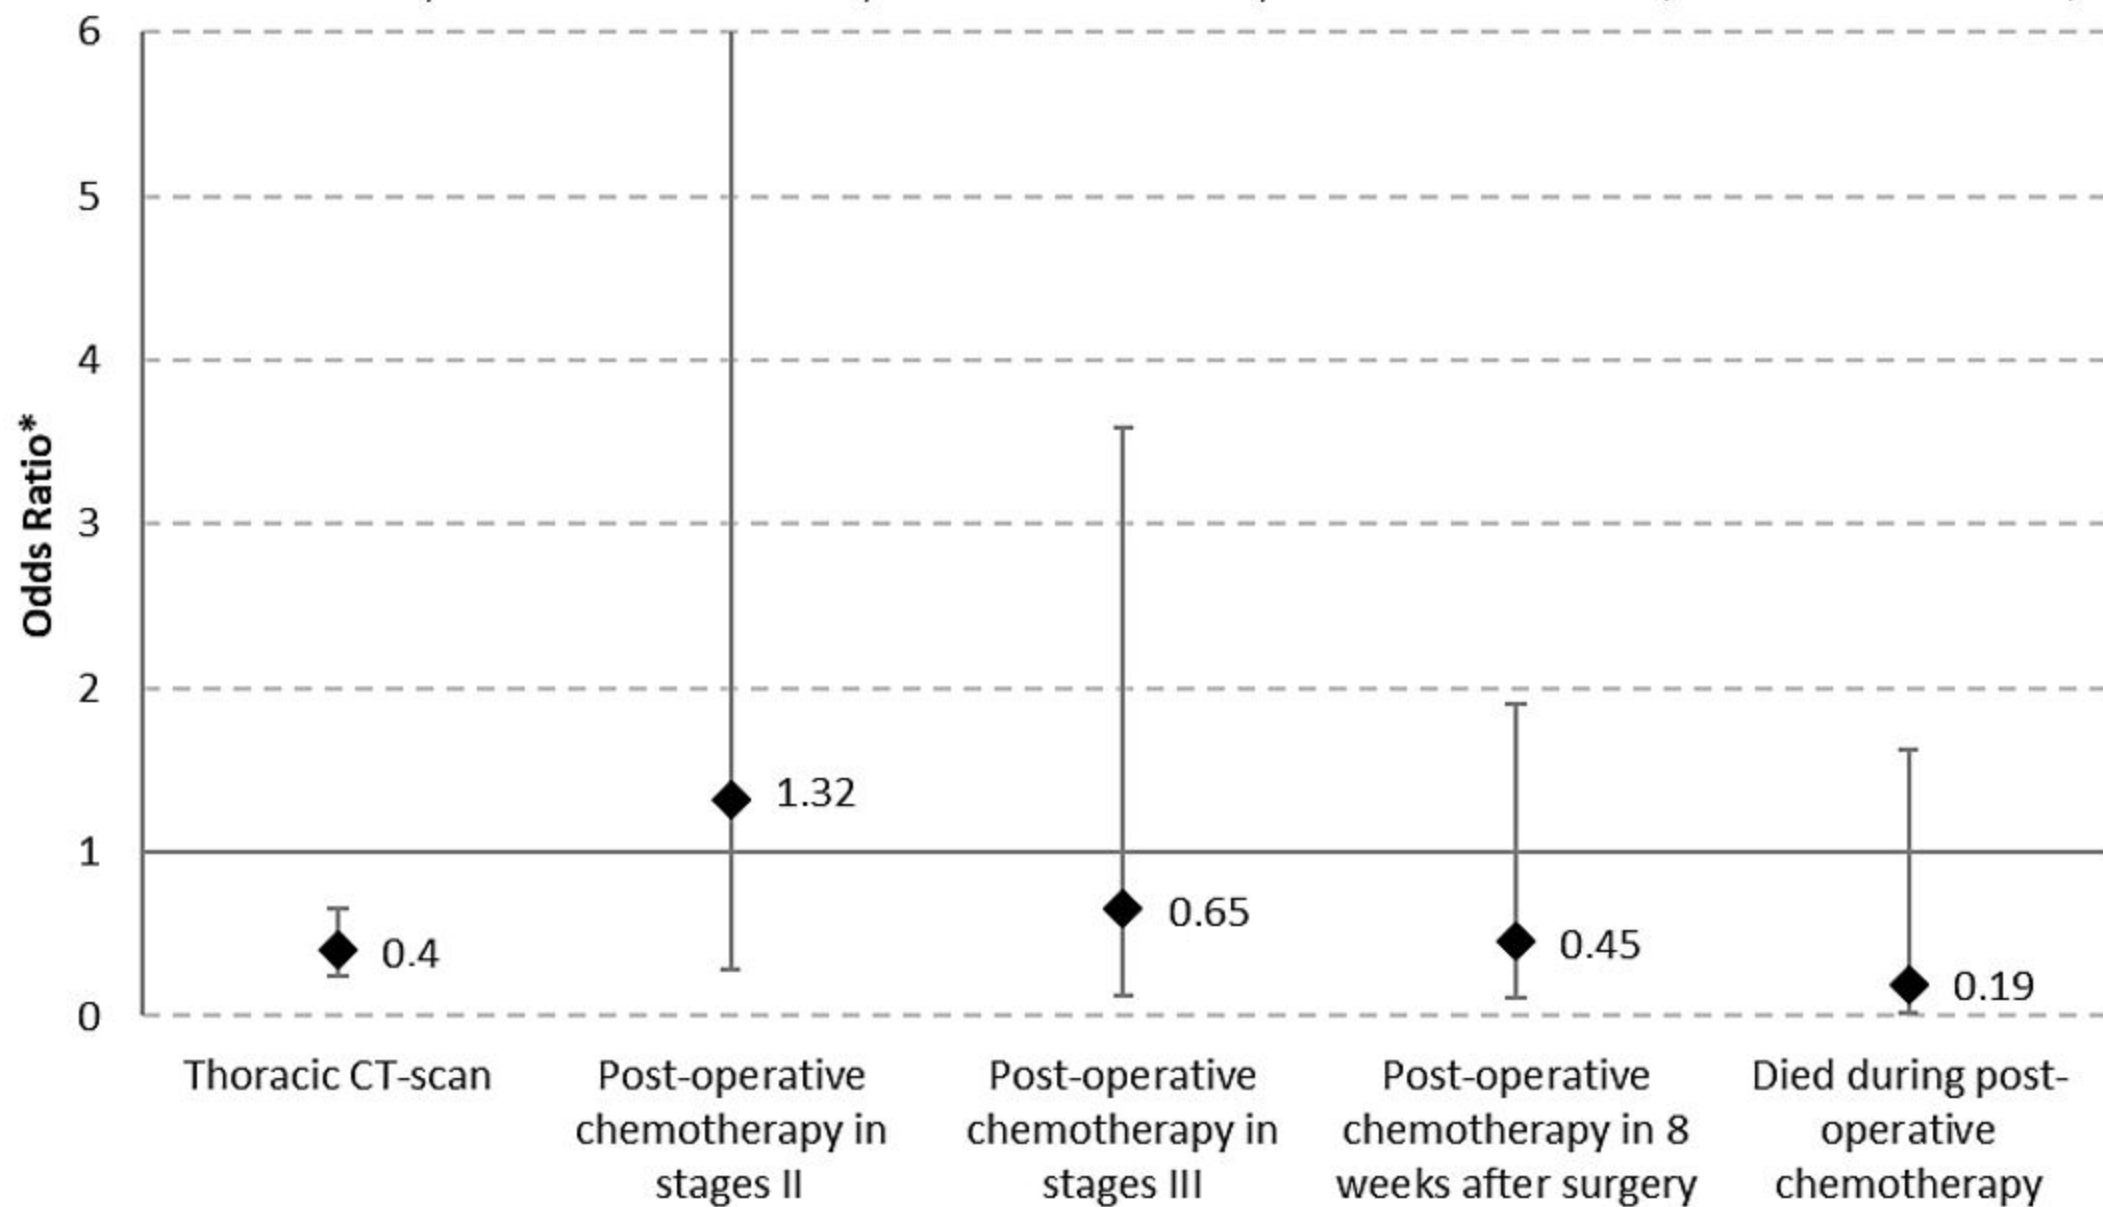 6
5
4
3
2
1
0
Odds Ratio*
1.32
0.65
0.45
0.4
0.19
Thoracic CT-scan
Post-operative
chemotherapy in
stages II
Post-operative
chemotherapy in
stages III
Post-operative
chemotherapy in 8
weeks after surgery
Died during post-
operative
chemotherapy